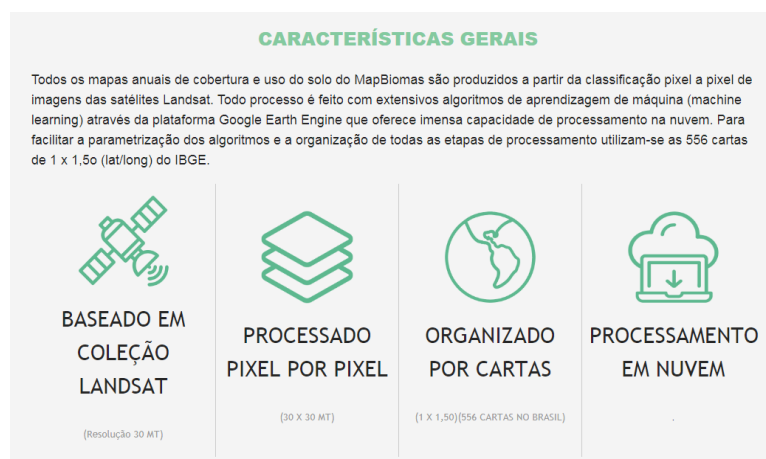 CARACTERÍSTICAS GERAIS
Todos os mapas anuais de cobertura e uso do solo do MapBiomas são produzidos a partir da classificação pixel a pixel de
imagens das satélites Landsat. Todo processo é feito com extensivos algoritmos de aprendizagem de máquina (machine
learning) através da plataforma Google Earth Engine que oferece imensa capacidade de processamento na nuvem. Para
facilitar a parametrização dos algoritmos e a organização de todas as etapas de processamento utilizam-se as 556 cartas
de 1 x 1,5o (lat/long) do IBGE.
BASEADO EM
COLEÇÃO
LANDSAT
(Resolução 30 MT)
PROCESSADO
PIXEL POR PIXEL
(30 X 30 MT)
ORGANIZADO
POR CARTAS
(1 X 1,50)(556 CARTAS NO BRASIL)
PROCESSAMENTO
EM NUVEM
.